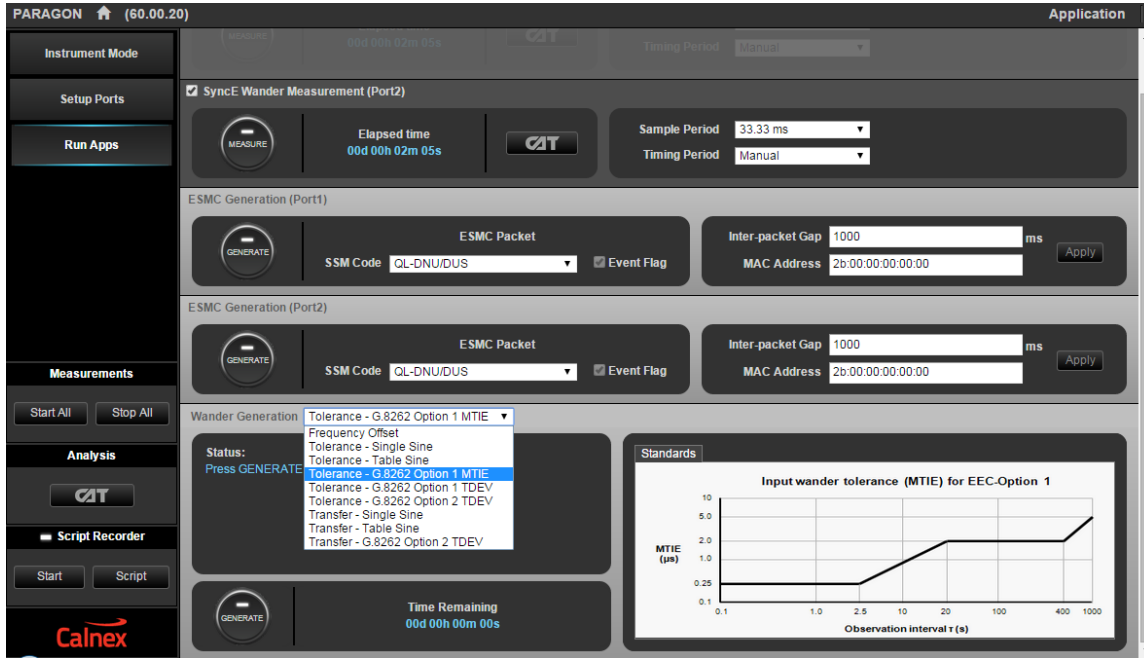 PARAGON (60.00.20) Application
Instrument Mode
Setup Ports
Run Apps
MEASURE
00d 00h 02m 05s
CAT
Timing Period Manual
SyncE Wander Measurement (Port2)
MEASURE
Elapsed time
00d 00h 02m 05s
CAT
Sample Period 33.33 ms
Timing Period Manual
ESMC Generation (Port1)
GENERATE
ESMC Packet
SSM Code QL-DNU/DUS Event Flag
Inter-packet Gap 1000 ms
MAC Address 2b:00:00:00:00:00
Apply
ESMC Generation (Port2)
GENERATE
ESMC Packet
SSM Code QL-DNU/DUS Event Flag
Inter-packet Gap 1000 ms
MAC Address 2b:00:00:00:00:00
Apply
Measurements
Start All Stop All
Analysis
CAT
Script Recorder
Start Script
Calnex
Wander Generation Tolerance - G.8262 Option 1 MTIE
Frequency Offset
Tolerance - Single Sine
Tolerance - Table Sine
Tolerance - G.8262 Option 1 MTIE
Tolerance - G.8262 Option 1 TDEV
Tolerance - G.8262 Option 2 TDEV
Transfer - Single Sine
Transfer - Table Sine
Transfer - G.8262 Option 2 TDEV
Status:
Press GENERATE
GENERATE
Time Remaining
00d 00h 00m 00s
Standards
Input wander tolerance (MTIE) for EEC-Option 1
MTIE
(µs)
10
5.0
2.0
1.0
0.25
0.1
0.1 1.0 2.5 10 20 100 400 1000
Observation interval τ (s)